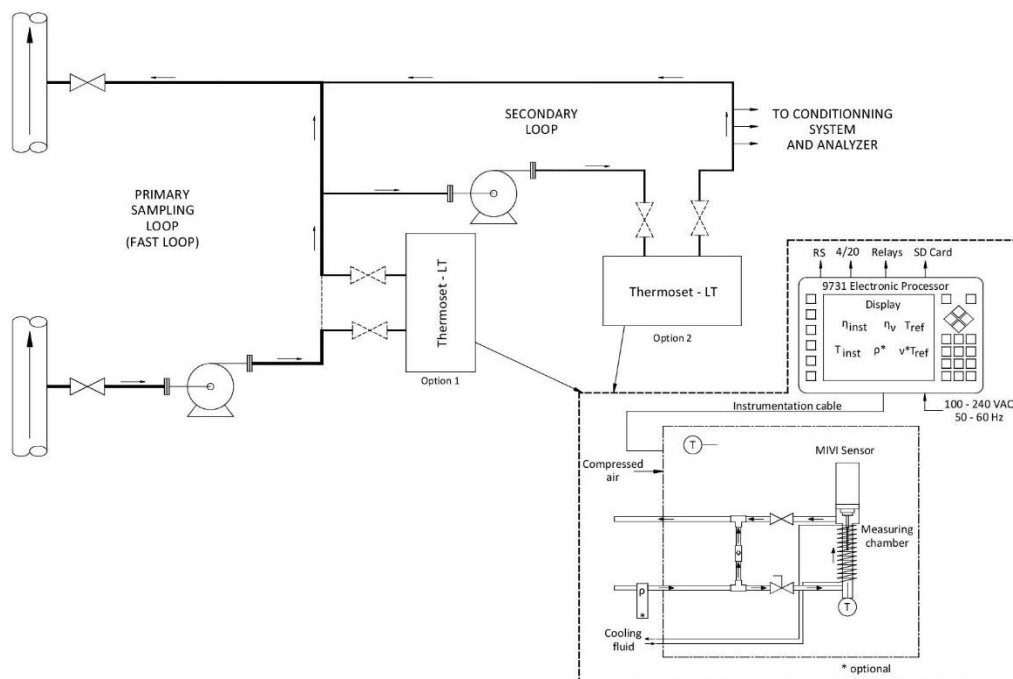 PRIMARY
SAMPLING
LOOP
(FAST LOOP)
SECONDARY
LOOP
TO CONDITIONNING
SYSTEM
AND ANALYZER
Thermoset - LT
Option 1
Thermoset - LT
Option 2
RS 4/20 Relays SD Card
9731 Electronic Processor
Display
ηinst ηv Tref
Tinst ρ* ν*Tref
100 - 240 VAC
50 - 60 Hz
Instrumentation cable
T
MIVI Sensor
Compressed
air
Measuring
chamber
ρ
*
T
Cooling
fluid
* optional